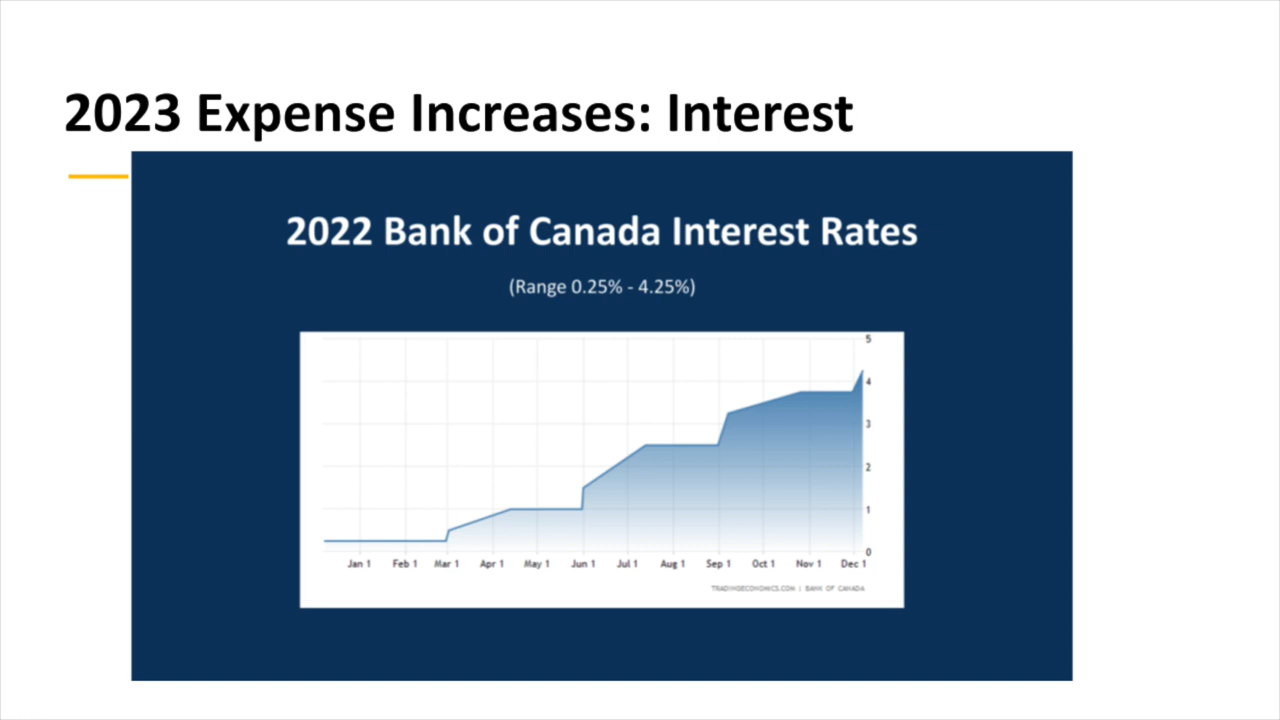 2023 Expense Increases: Interest
2022 Bank of Canada Interest Rates
(Range 0.25% - 4.25%)
5
4
3
2
1
0
Jan 1 Feb 1 Mar 1 Apr 1 May 1 Jun 1 Jul 1 Aug 1 Sep 1 Oct 1 Nov 1 Dec 1
TRADINGECONOMICS.COM | BANK OF CANADA